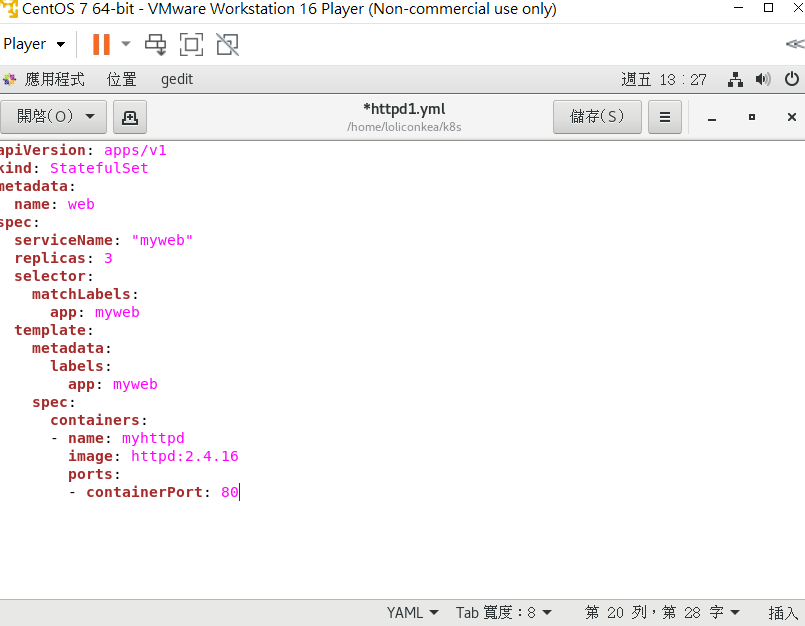 CentOS 7 64-bit - VMware Workstation 16 Player (Non-commercial use only)
Player
應用程式 位置 gedit 週五 13:27
開啓(O) *httpd1.yml 儲存(S)
/home/loliconkea/k8s
apiVersion: apps/v1
kind: StatefulSet
metadata:
  name: web
spec:
  serviceName: "myweb"
  replicas: 3
  selector:
    matchLabels:
      app: myweb
  template:
    metadata:
      labels:
        app: myweb
    spec:
      containers:
      - name: myhttpd
        image: httpd:2.4.16
        ports:
        - containerPort: 80
YAML Tab 寬度:8 第 20 列,第 28 字 插入